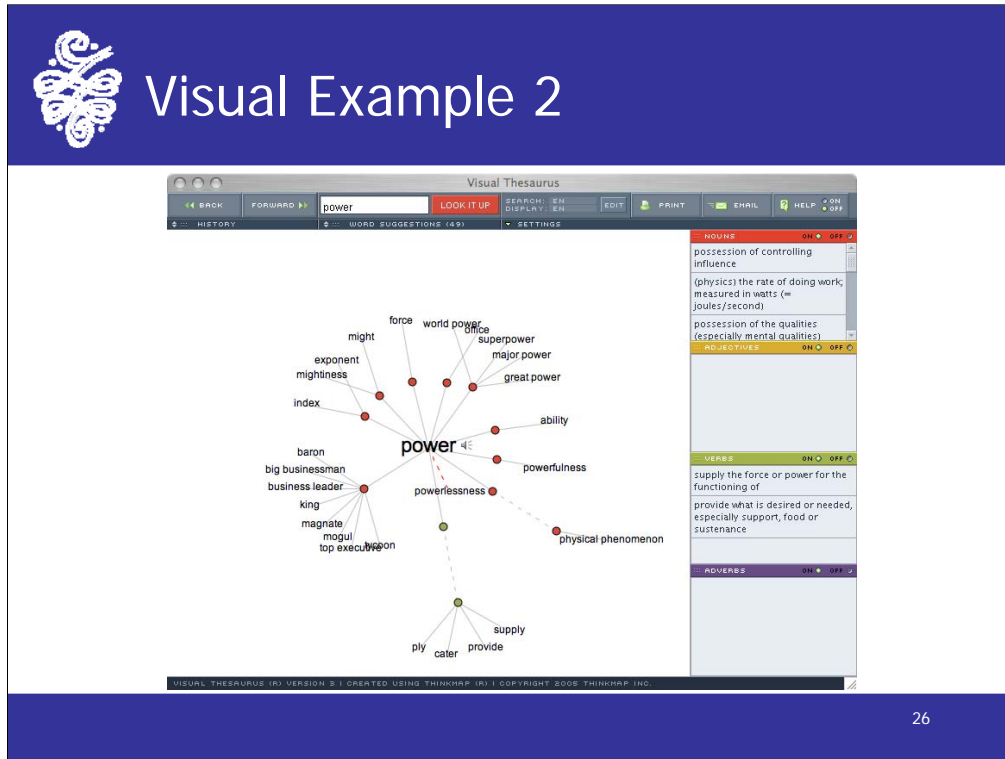 Visual Example 2
Visual Thesaurus
BACK
FORWARD
power
LOOK IT UP
SEARCH: EN
DISPLAY: EN
EDIT
PRINT
EMAIL
HELP
ON
OFF
HISTORY
WORD SUGGESTIONS (49)
SETTINGS
force
world power
office
superpower
might
major power
exponent
great power
mightiness
index
ability
power
baron
powerfulness
big businessman
business leader
powerlessness
king
magnate
mogul
top executive
tycoon
physical phenomenon
supply
ply
cater
provide
NOUNS ON OFF
possession of controlling
influence
(physics) the rate of doing work;
measured in watts (=
joules/second)
possession of the qualities
(especially mental qualities)
ADJECTIVES ON OFF
VERBS ON OFF
supply the force or power for the
functioning of
provide what is desired or needed,
especially support, food or
sustenance
ADVERBS ON OFF
VISUAL THESAURUS (R) VERSION 3 | CREATED USING THINKMAP (R) | COPYRIGHT 2005 THINKMAP INC.
26